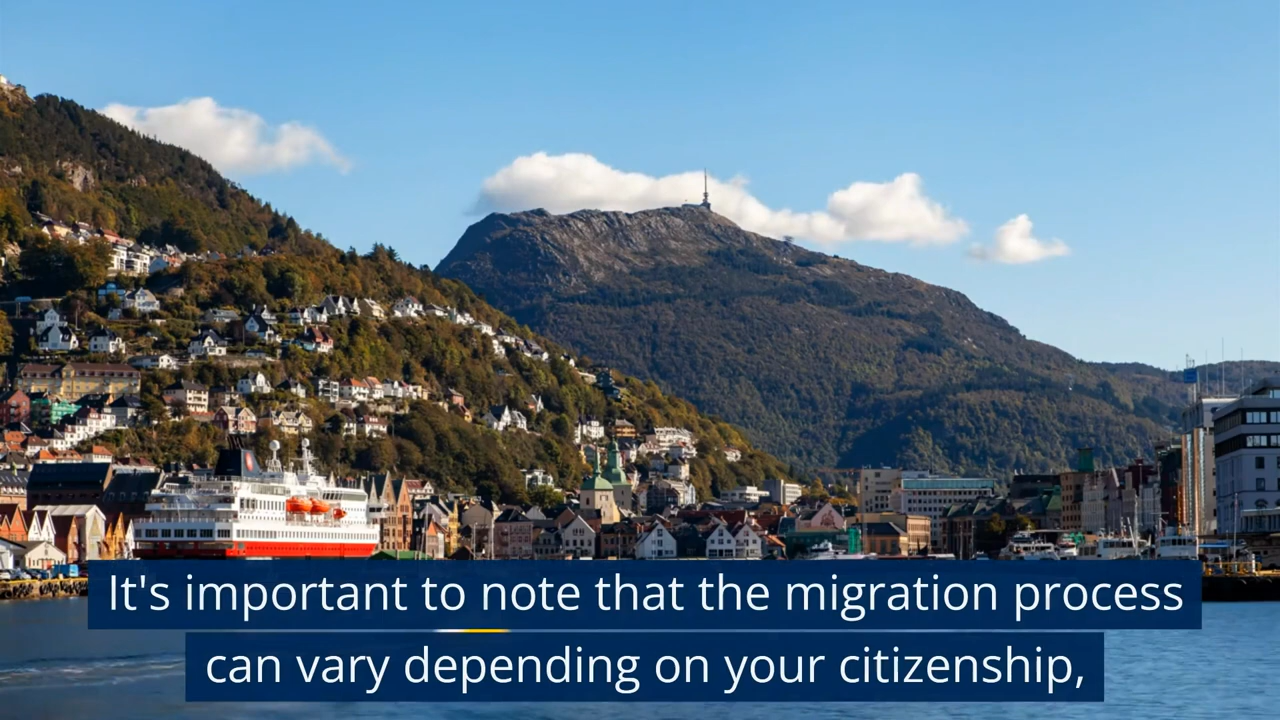 It's important to note that the migration process
can vary depending on your citizenship,